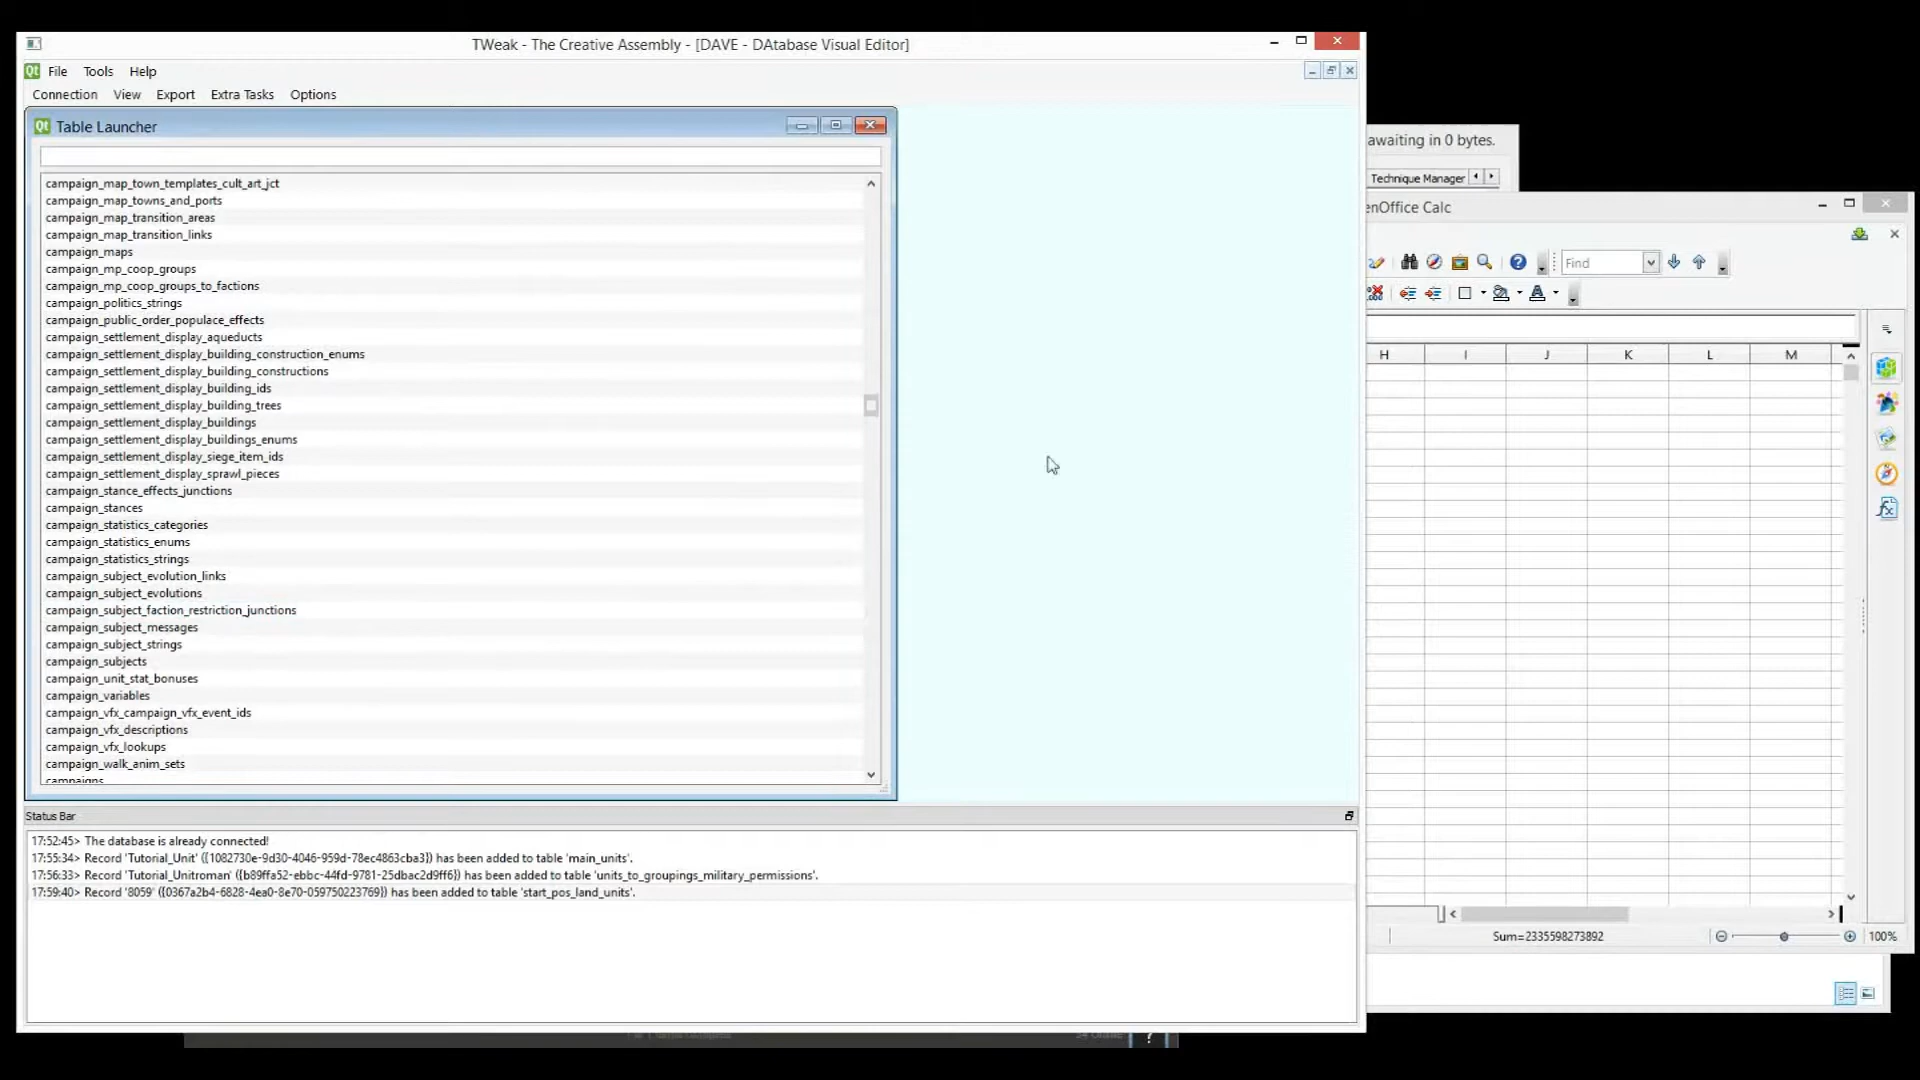 TWeak - The Creative Assembly - [DAVE - DAtabase Visual Editor]
File Tools Help
Connection View Export Extra Tasks Options
Table Launcher
campaign_map_town_templates_cult_art_jct
campaign_map_towns_and_ports
campaign_map_transition_areas
campaign_map_transition_links
campaign_maps
campaign_mp_coop_groups
campaign_mp_coop_groups_to_factions
campaign_politics_strings
campaign_public_order_populace_effects
campaign_settlement_display_aqueducts
campaign_settlement_display_building_construction_enums
campaign_settlement_display_building_constructions
campaign_settlement_display_building_ids
campaign_settlement_display_building_trees
campaign_settlement_display_buildings
campaign_settlement_display_buildings_enums
campaign_settlement_display_siege_item_ids
campaign_settlement_display_sprawl_pieces
campaign_stance_effects_junctions
campaign_stances
campaign_statistics_categories
campaign_statistics_enums
campaign_statistics_strings
campaign_subject_evolution_links
campaign_subject_evolutions
campaign_subject_faction_restriction_junctions
campaign_subject_messages
campaign_subject_strings
campaign_subjects
campaign_unit_stat_bonuses
campaign_variables
campaign_vfx_campaign_vfx_event_ids
campaign_vfx_descriptions
campaign_vfx_lookups
campaign_walk_anim_sets
campaigns
Status Bar
17:52:45> The database is already connected!
17:55:34> Record 'Tutorial_Unit' ({1082730e-9d30-4046-959d-78ec4863cba3}) has been added to table 'main_units'.
17:56:33> Record 'Tutorial_Unitroman' ({b89ffa52-ebbc-44fd-9781-25dbac2d9ff6}) has been added to table 'units_to_groupings_military_permissions'.
17:59:40> Record '8059' ({0367a2b4-6828-4ea0-8e70-059750223769}) has been added to table 'start_pos_land_units'.
awaiting in 0 bytes.
Technique Manager
enOffice Calc
Find
H I J K L M
Sum=2335598273892
100%